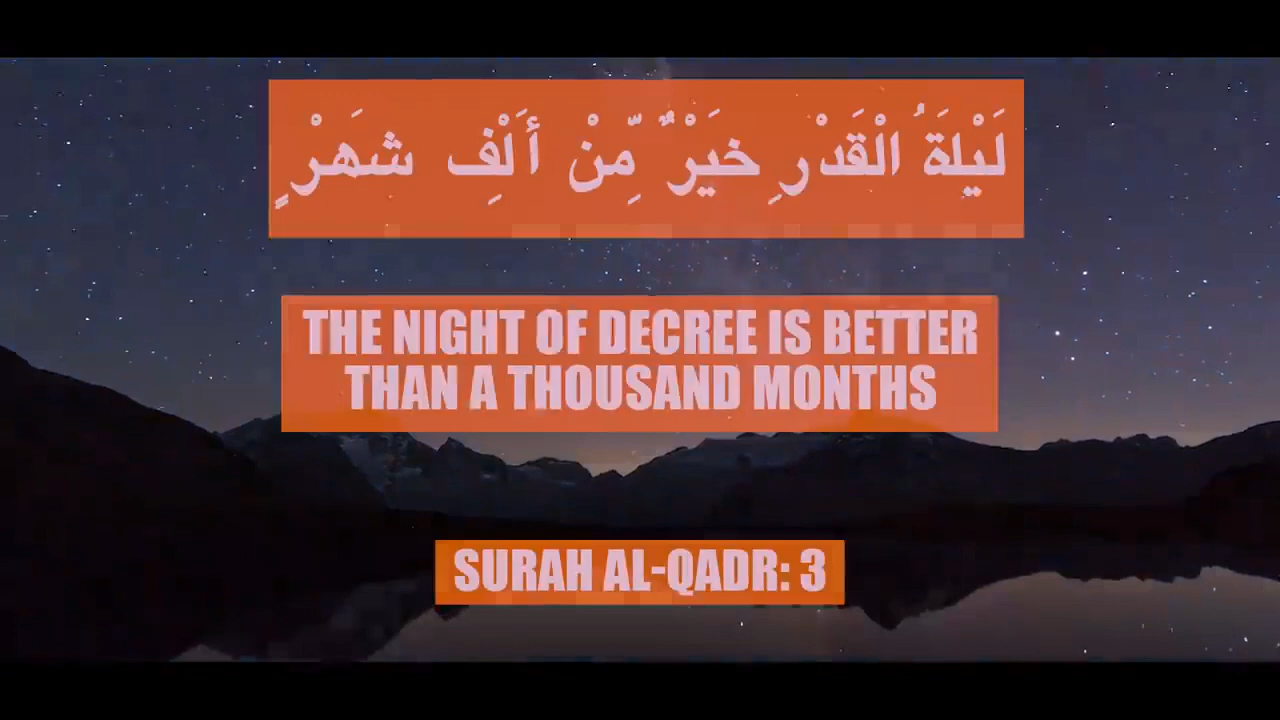 لَيْلَةُ الْقَدْرِ خَيْرٌ مِّنْ أَلْفِ شَهْرٍ
THE NIGHT OF DECREE IS BETTER
THAN A THOUSAND MONTHS
SURAH AL-QADR: 3